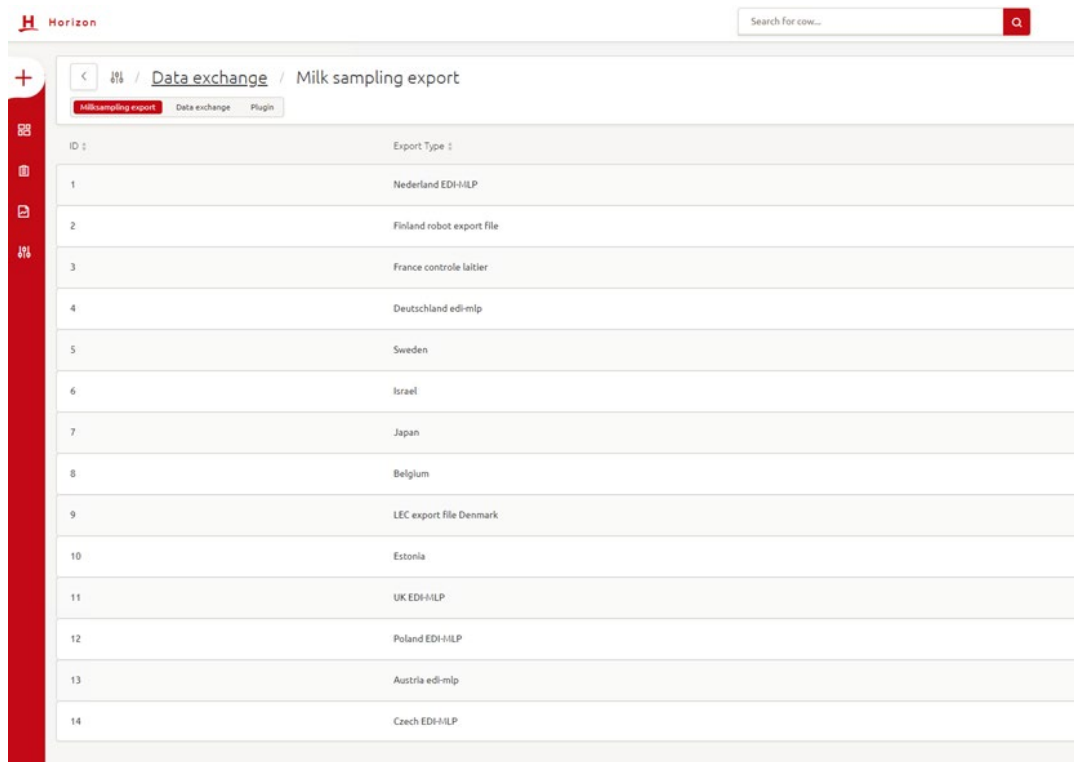 H Horizon
Search for cow...
/ Data exchange / Milk sampling export
Milksampling export Data exchange Plugin
ID Export Type
1 Nederland EDI-MLP
2 Finland robot export file
3 France controle laitier
4 Deutschland edi-mlp
5 Sweden
6 Israel
7 Japan
8 Belgium
9 LEC export file Denmark
10 Estonia
11 UK EDI-MLP
12 Poland EDI-MLP
13 Austria edi-mlp
14 Czech EDI-MLP